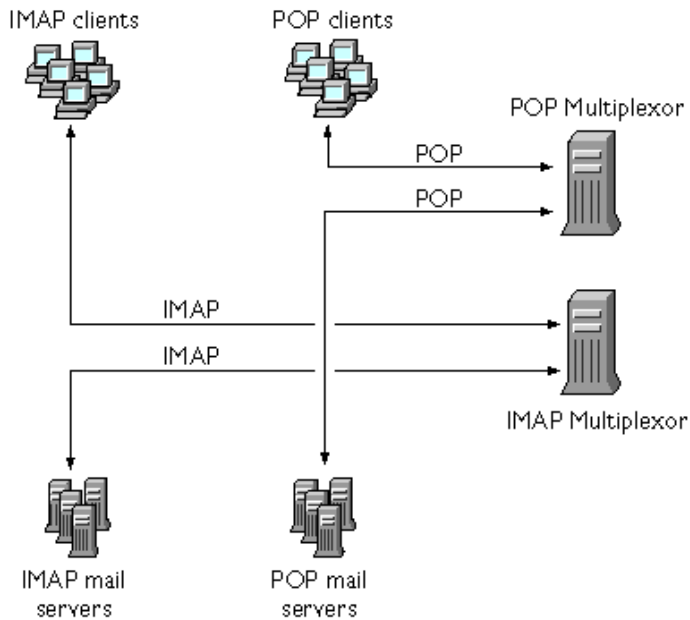 IMAP clients
POP clients
POP Multiplexor
POP
POP
IMAP
IMAP
IMAP Multiplexor
IMAP mail
servers
POP mail
servers